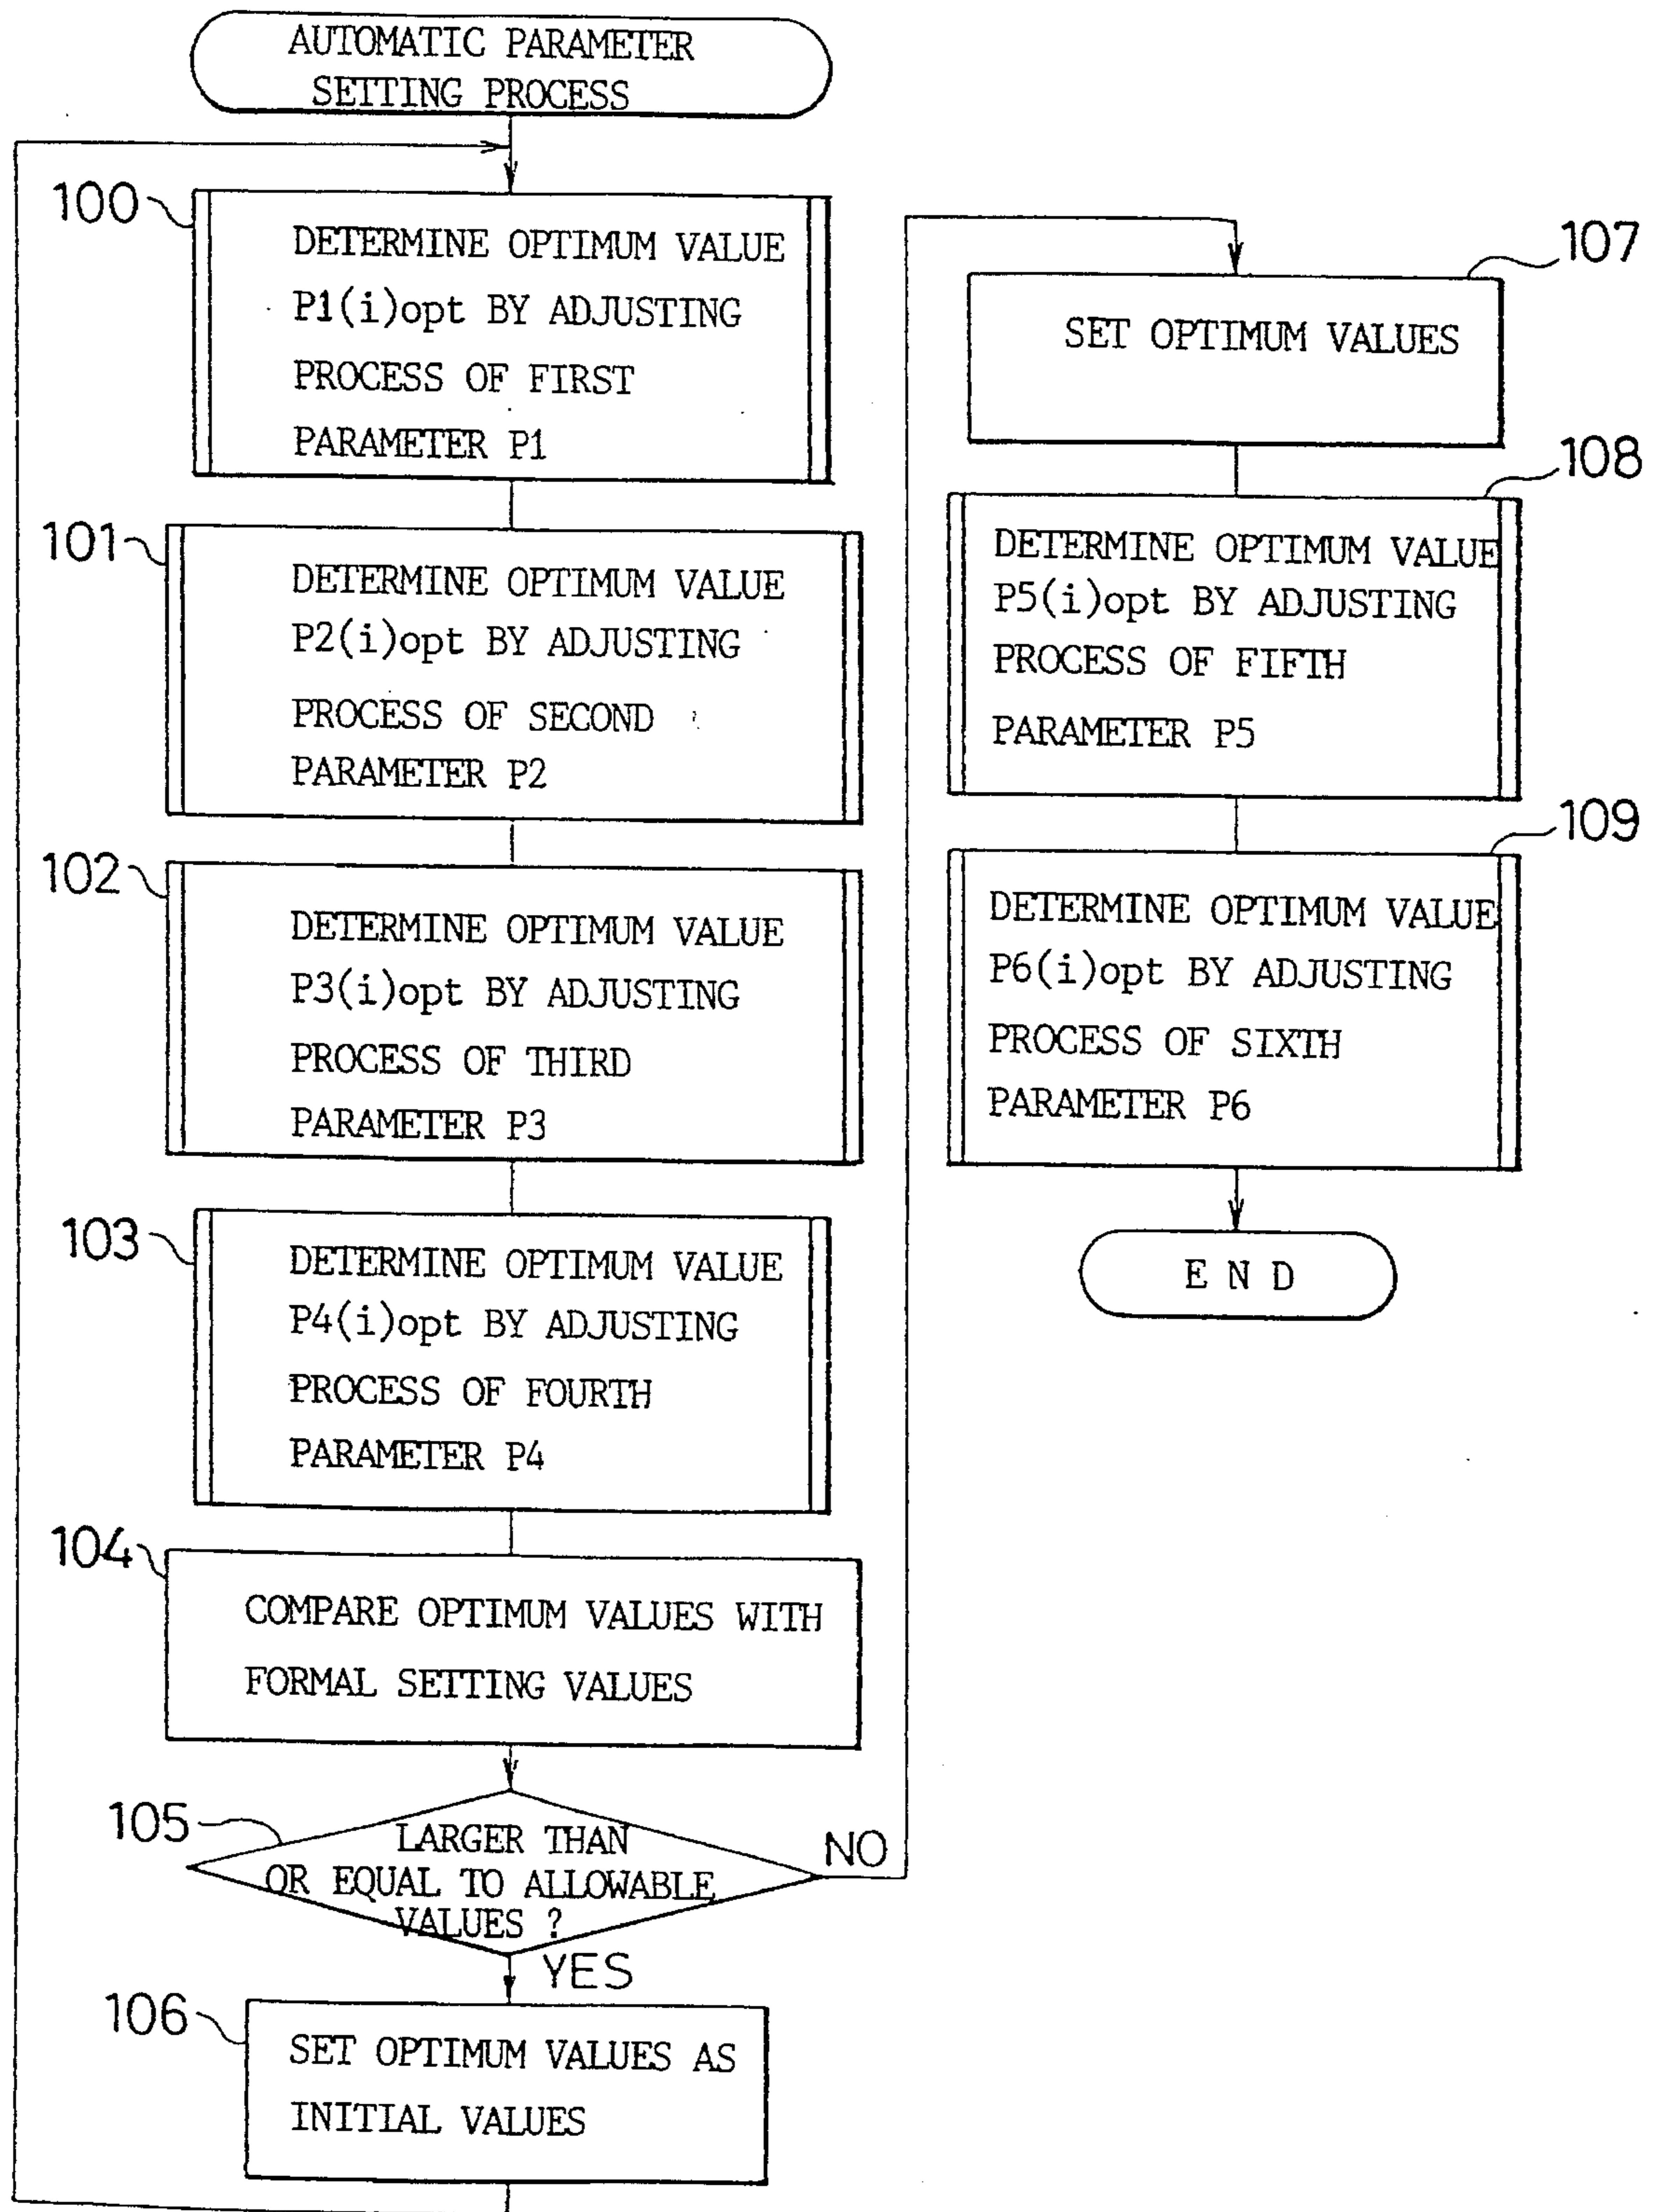 AUTOMATIC PARAMETER
SETTING PROCESS
100
DETERMINE OPTIMUM VALUE
P1(i)opt BY ADJUSTING
PROCESS OF FIRST
PARAMETER P1
101
DETERMINE OPTIMUM VALUE
P2(i)opt BY ADJUSTING
PROCESS OF SECOND
PARAMETER P2
102
DETERMINE OPTIMUM VALUE
P3(i)opt BY ADJUSTING
PROCESS OF THIRD
PARAMETER P3
103
DETERMINE OPTIMUM VALUE
P4(i)opt BY ADJUSTING
PROCESS OF FOURTH
PARAMETER P4
104
COMPARE OPTIMUM VALUES WITH
FORMAL SETTING VALUES
105
LARGER THAN
OR EQUAL TO ALLOWABLE
VALUES ?
NO
YES
106
SET OPTIMUM VALUES AS
INITIAL VALUES
107
SET OPTIMUM VALUES
108
DETERMINE OPTIMUM VALUE
P5(i)opt BY ADJUSTING
PROCESS OF FIFTH
PARAMETER P5
109
DETERMINE OPTIMUM VALUE
P6(i)opt BY ADJUSTING
PROCESS OF SIXTH
PARAMETER P6
E N D